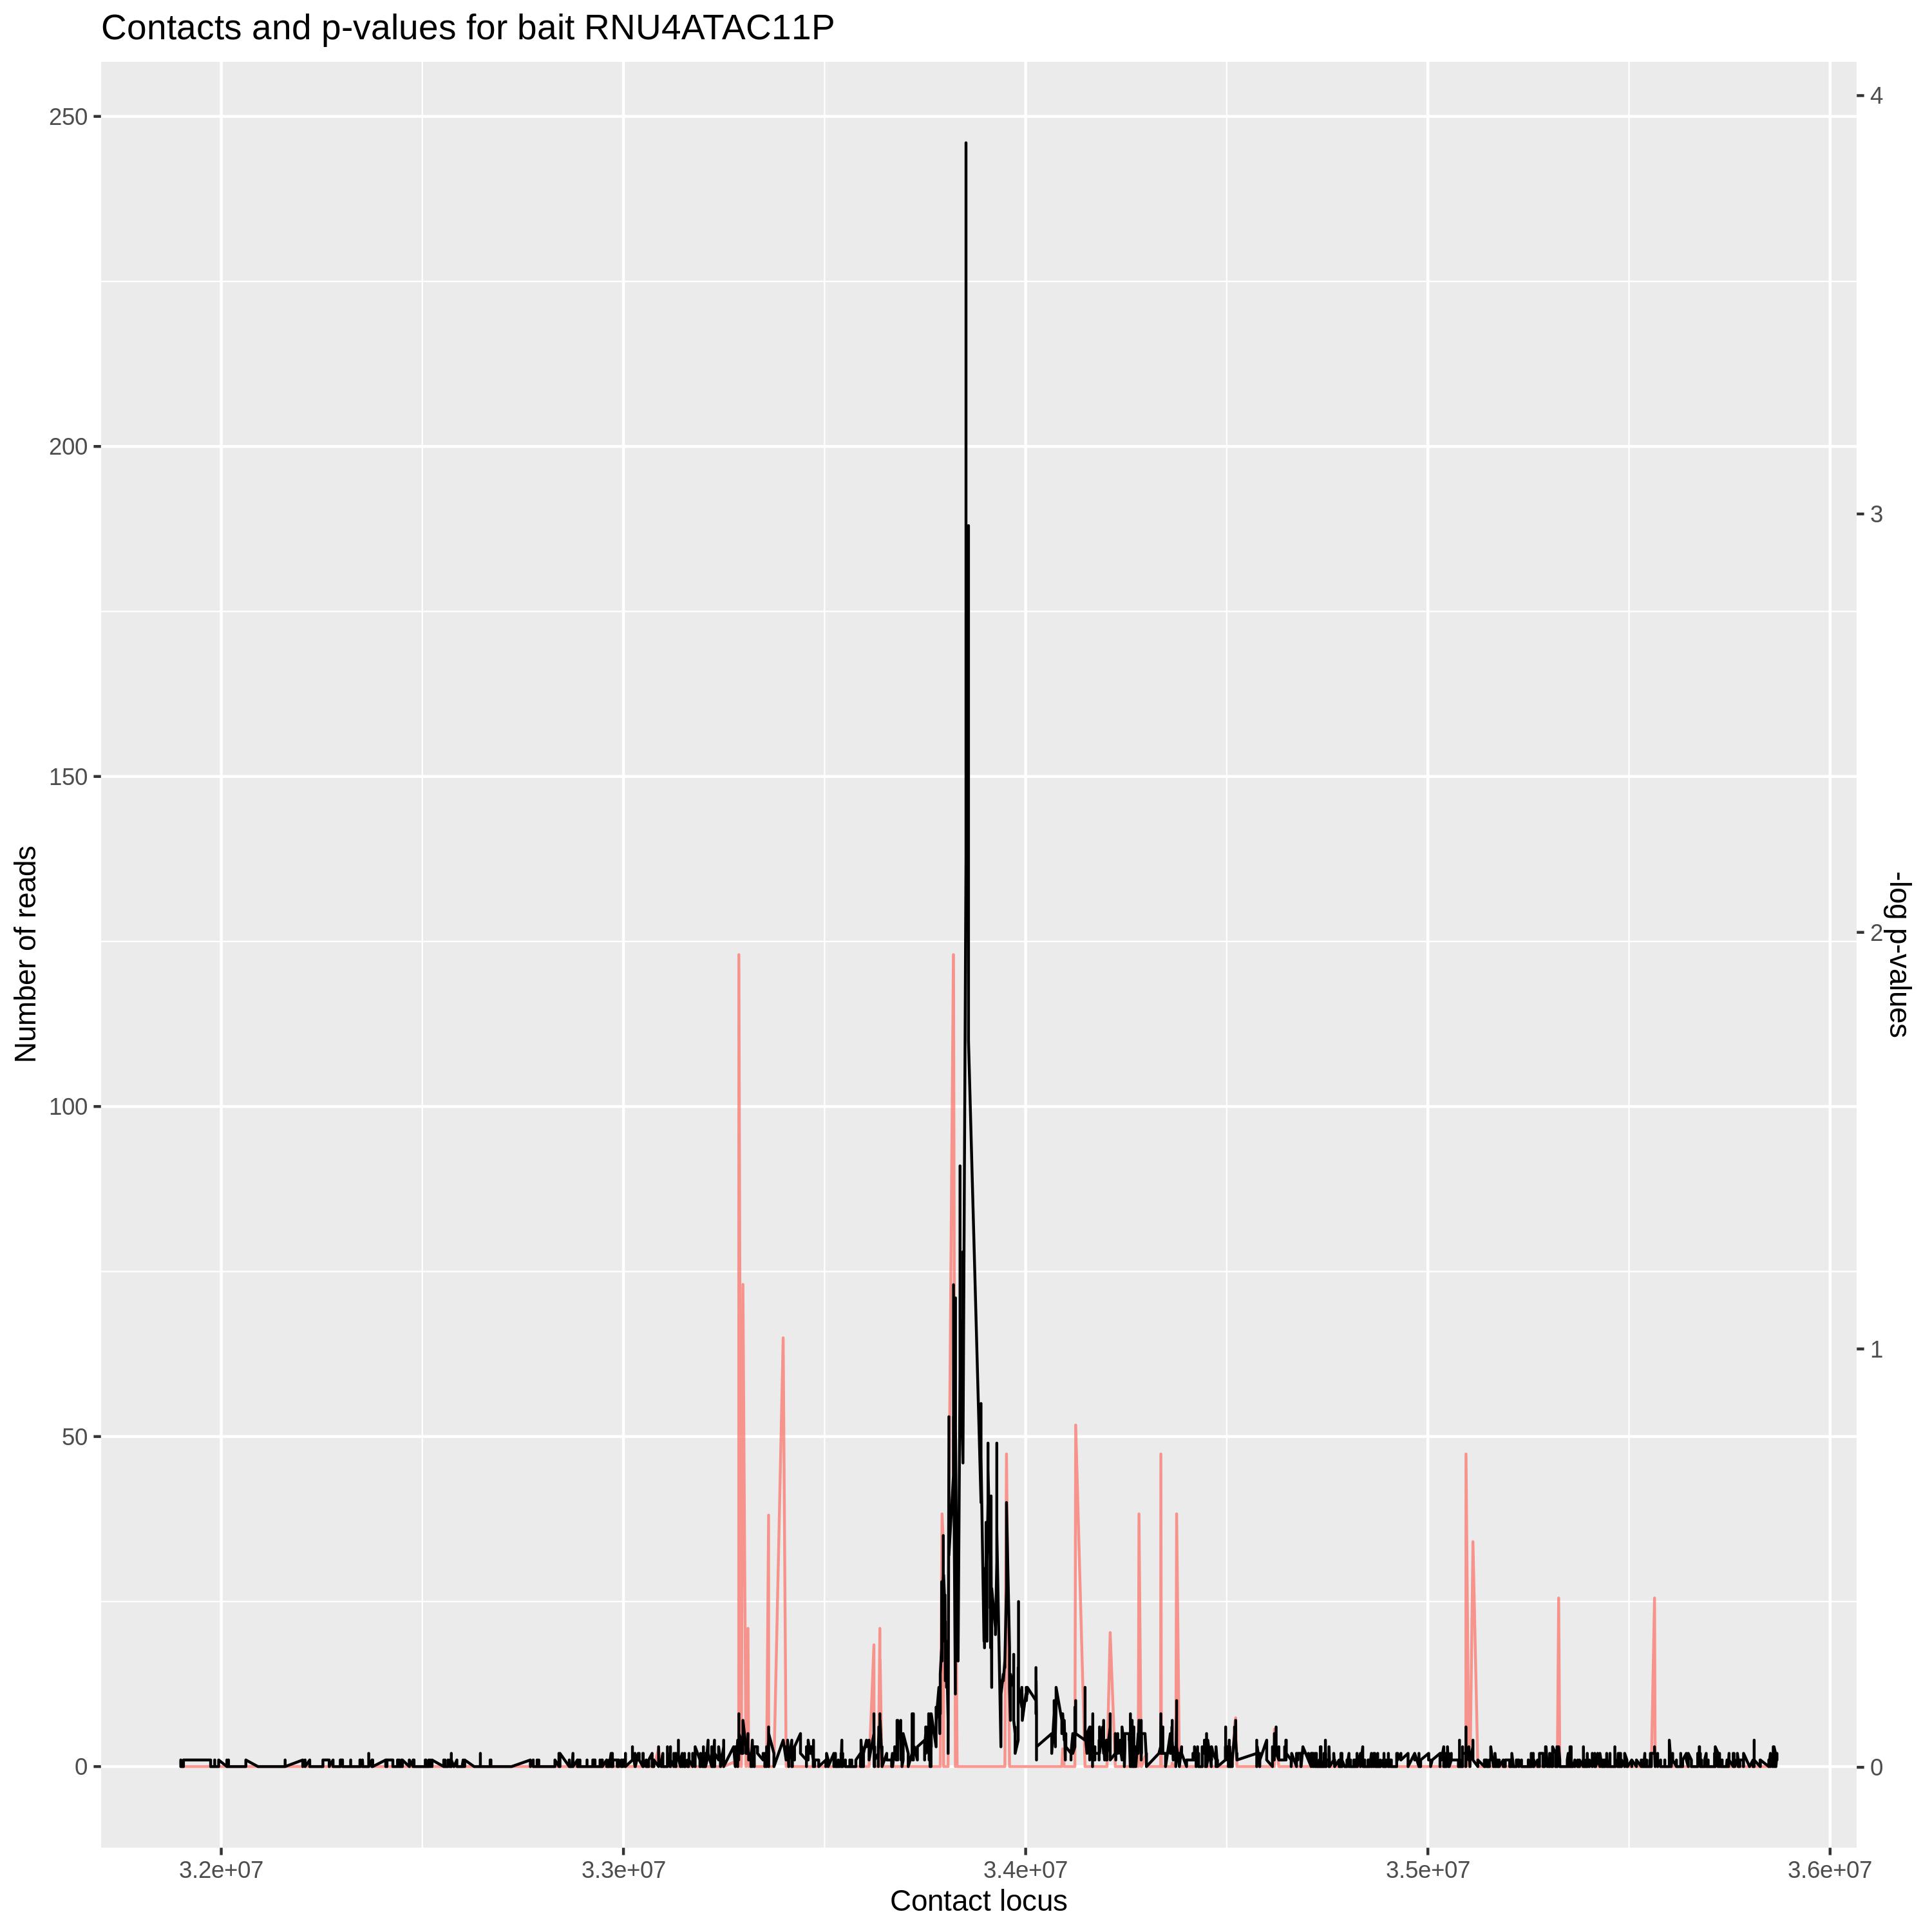 Contacts and p-values for bait RNU4ATAC11P
250
200
150
100
50
0
Number of reads
4
3
2
1
0
-log p-values
3.2e+07
3.3e+07
3.4e+07
3.5e+07
3.6e+07
Contact locus